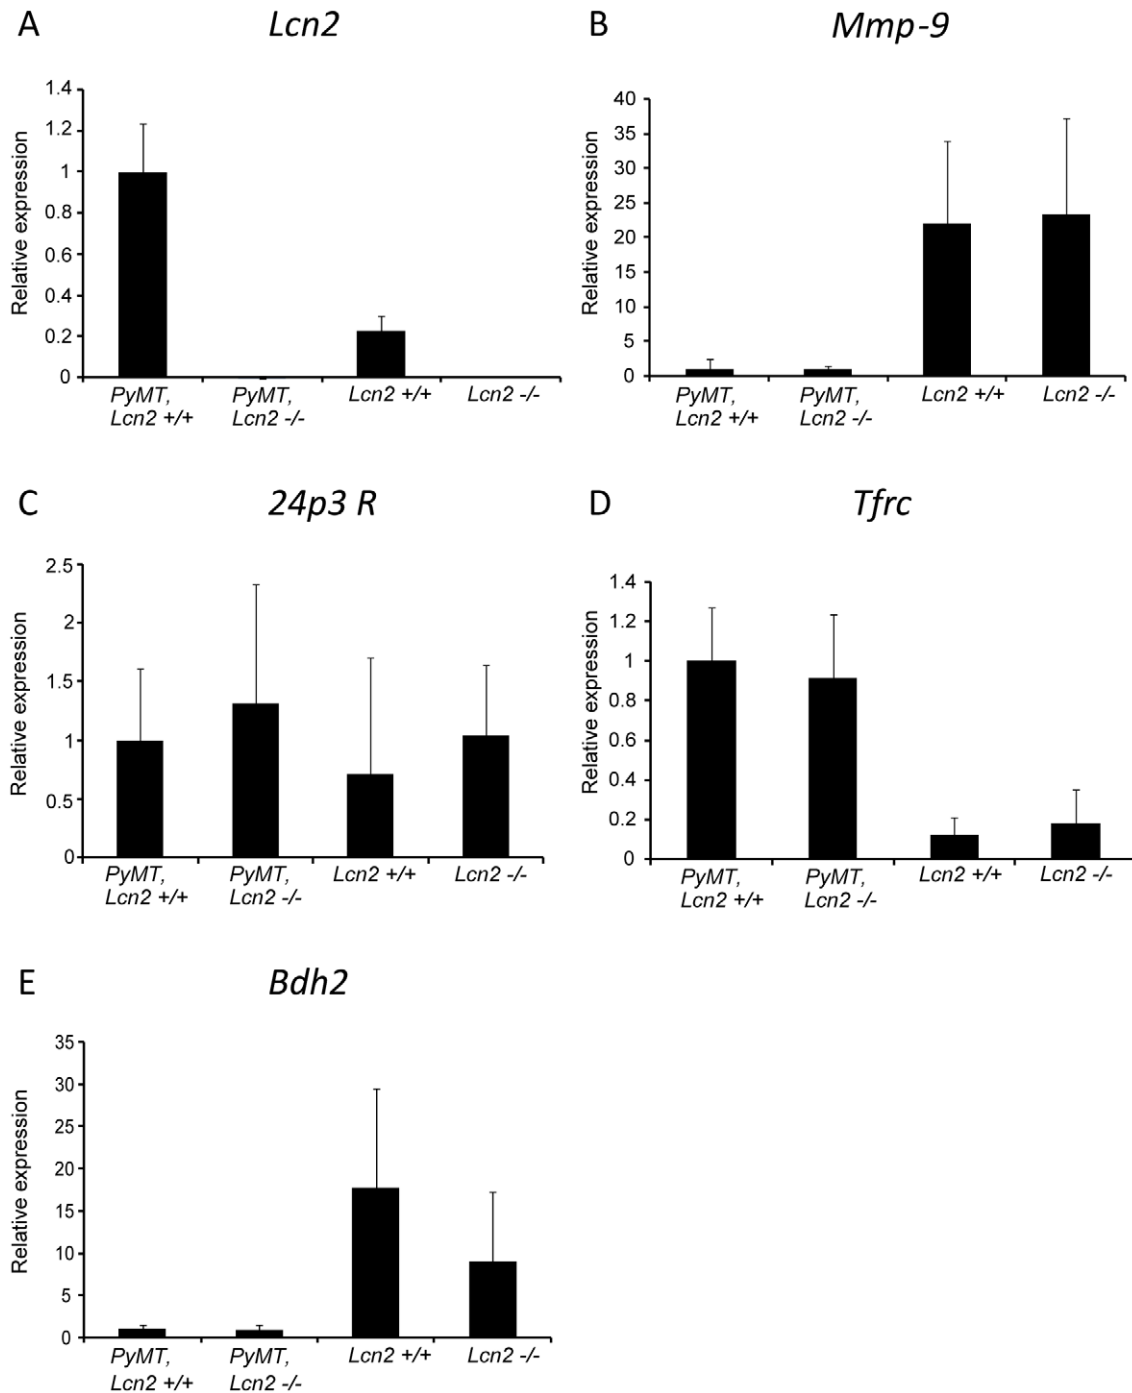 A
Lcn2
Relative expression
1.4
1.2
1
0.8
0.6
0.4
0.2
0
PyMT,
Lcn2 +/+
PyMT,
Lcn2 -/-
Lcn2 +/+
Lcn2 -/-
B
Mmp-9
Relative expression
40
35
30
25
20
15
10
5
0
PyMT,
Lcn2 +/+
PyMT,
Lcn2 -/-
Lcn2 +/+
Lcn2 -/-
C
24p3 R
Relative expression
2.5
2
1.5
1
0.5
0
PyMT,
Lcn2 +/+
PyMT,
Lcn2 -/-
Lcn2 +/+
Lcn2 -/-
D
Tfrc
Relative expression
1.4
1.2
1
0.8
0.6
0.4
0.2
0
PyMT,
Lcn2 +/+
PyMT,
Lcn2 -/-
Lcn2 +/+
Lcn2 -/-
E
Bdh2
Relative expression
35
30
25
20
15
10
5
0
PyMT,
Lcn2 +/+
PyMT,
Lcn2 -/-
Lcn2 +/+
Lcn2 -/-